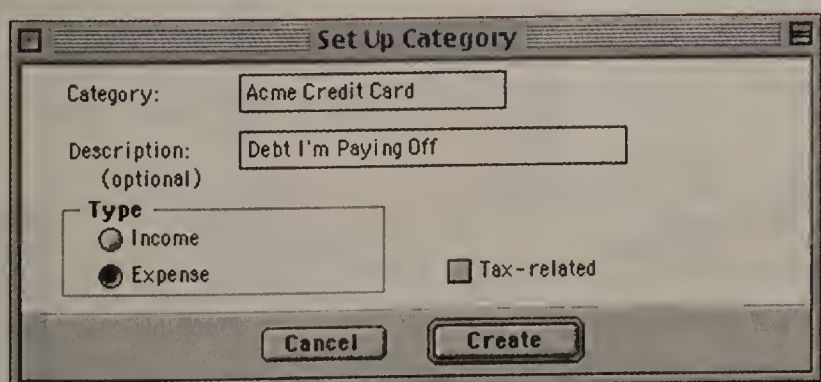 Set Up Category
Category: Acme Credit Card
Description: Debt I'm Paying Off
(optional)
Type
Income
Expense
Tax-related
Cancel
Create